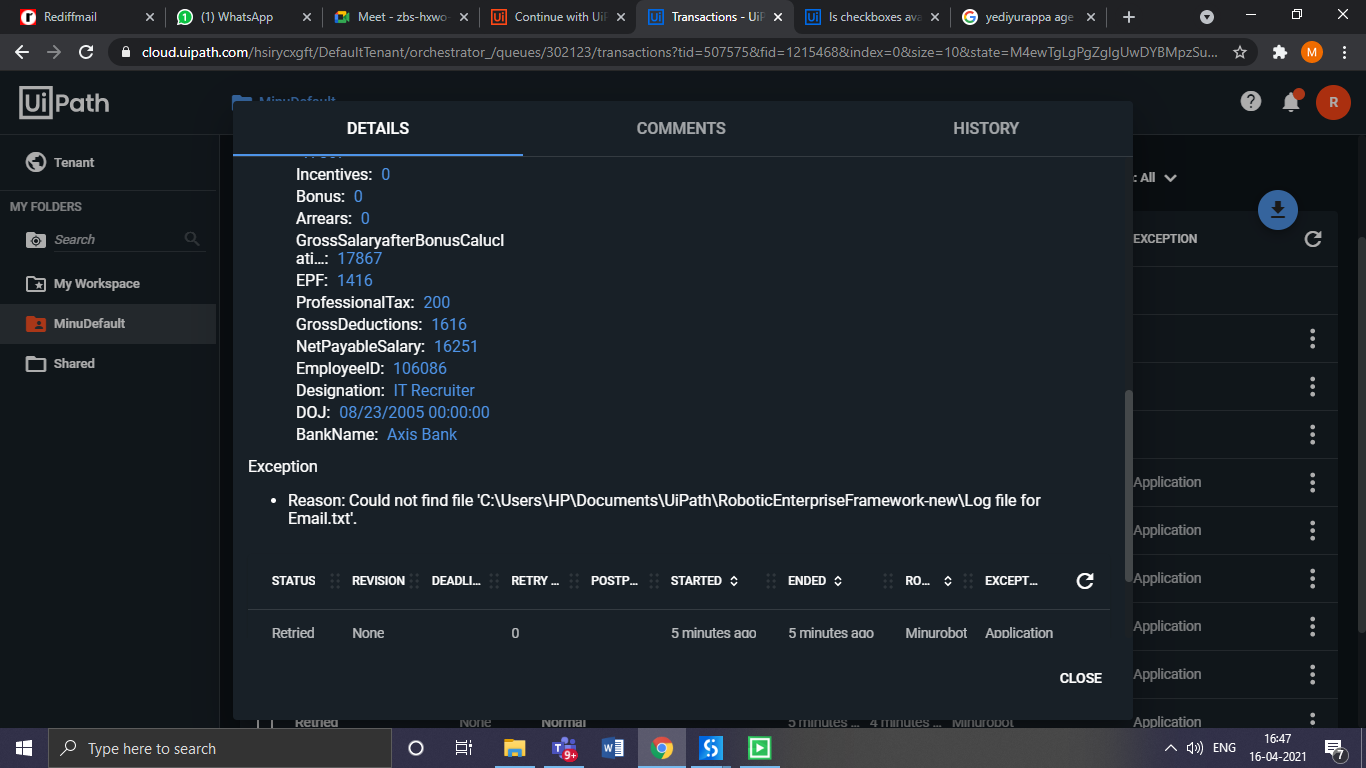 Rediffmail
(1) WhatsApp
Meet - zbs-hxwo-
Continue with UiF
Transactions - UiP
Is checkboxes ava
yediyurappa age
cloud.uipath.com/hsirycxgft/DefaultTenant/orchestrator_/queues/302123/transactions?tid=507575&fid=1215468&index=0&size=10&state=M4ewTgLgPgZgIgUwDYBMpzSu...
M
UiPath
MinuDefault
R
DETAILS
COMMENTS
HISTORY
Tenant
MY FOLDERS
Search
My Workspace
MinuDefault
Shared
: All
EXCEPTION
Incentives: 0
Bonus: 0
Arrears: 0
GrossSalaryafterBonusCalucl
ati...: 17867
EPF: 1416
ProfessionalTax: 200
GrossDeductions: 1616
NetPayableSalary: 16251
EmployeeID: 106086
Designation: IT Recruiter
DOJ: 08/23/2005 00:00:00
BankName: Axis Bank
Exception
• Reason: Could not find file 'C:\Users\HP\Documents\UiPath\RoboticEnterpriseFramework-new\Log file for
Email.txt'.
STATUS REVISION DEADLI... RETRY ... POSTP... STARTED ENDED RO... EXCEPT...
Retried None 0 5 minutes ago 5 minutes ago Minurobot Application
CLOSE
Application
Application
Application
Application
Application
Retried None Normal 5 minutes ... 4 minutes ... Minurobot Application
Type here to search
9+
ENG
16:47
16-04-2021
7